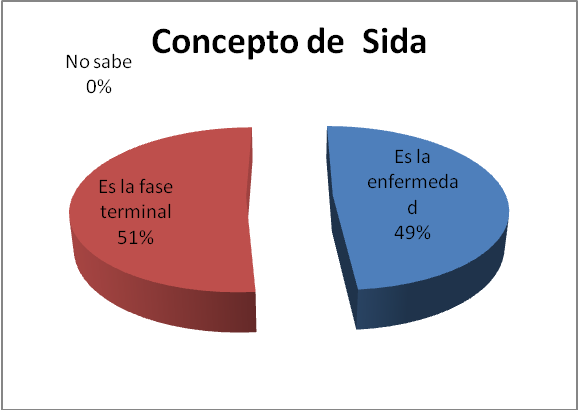 Concepto de  Sida
No sabe
0%
Es la fase
terminal
51%
Es la
enfermeda
d
49%